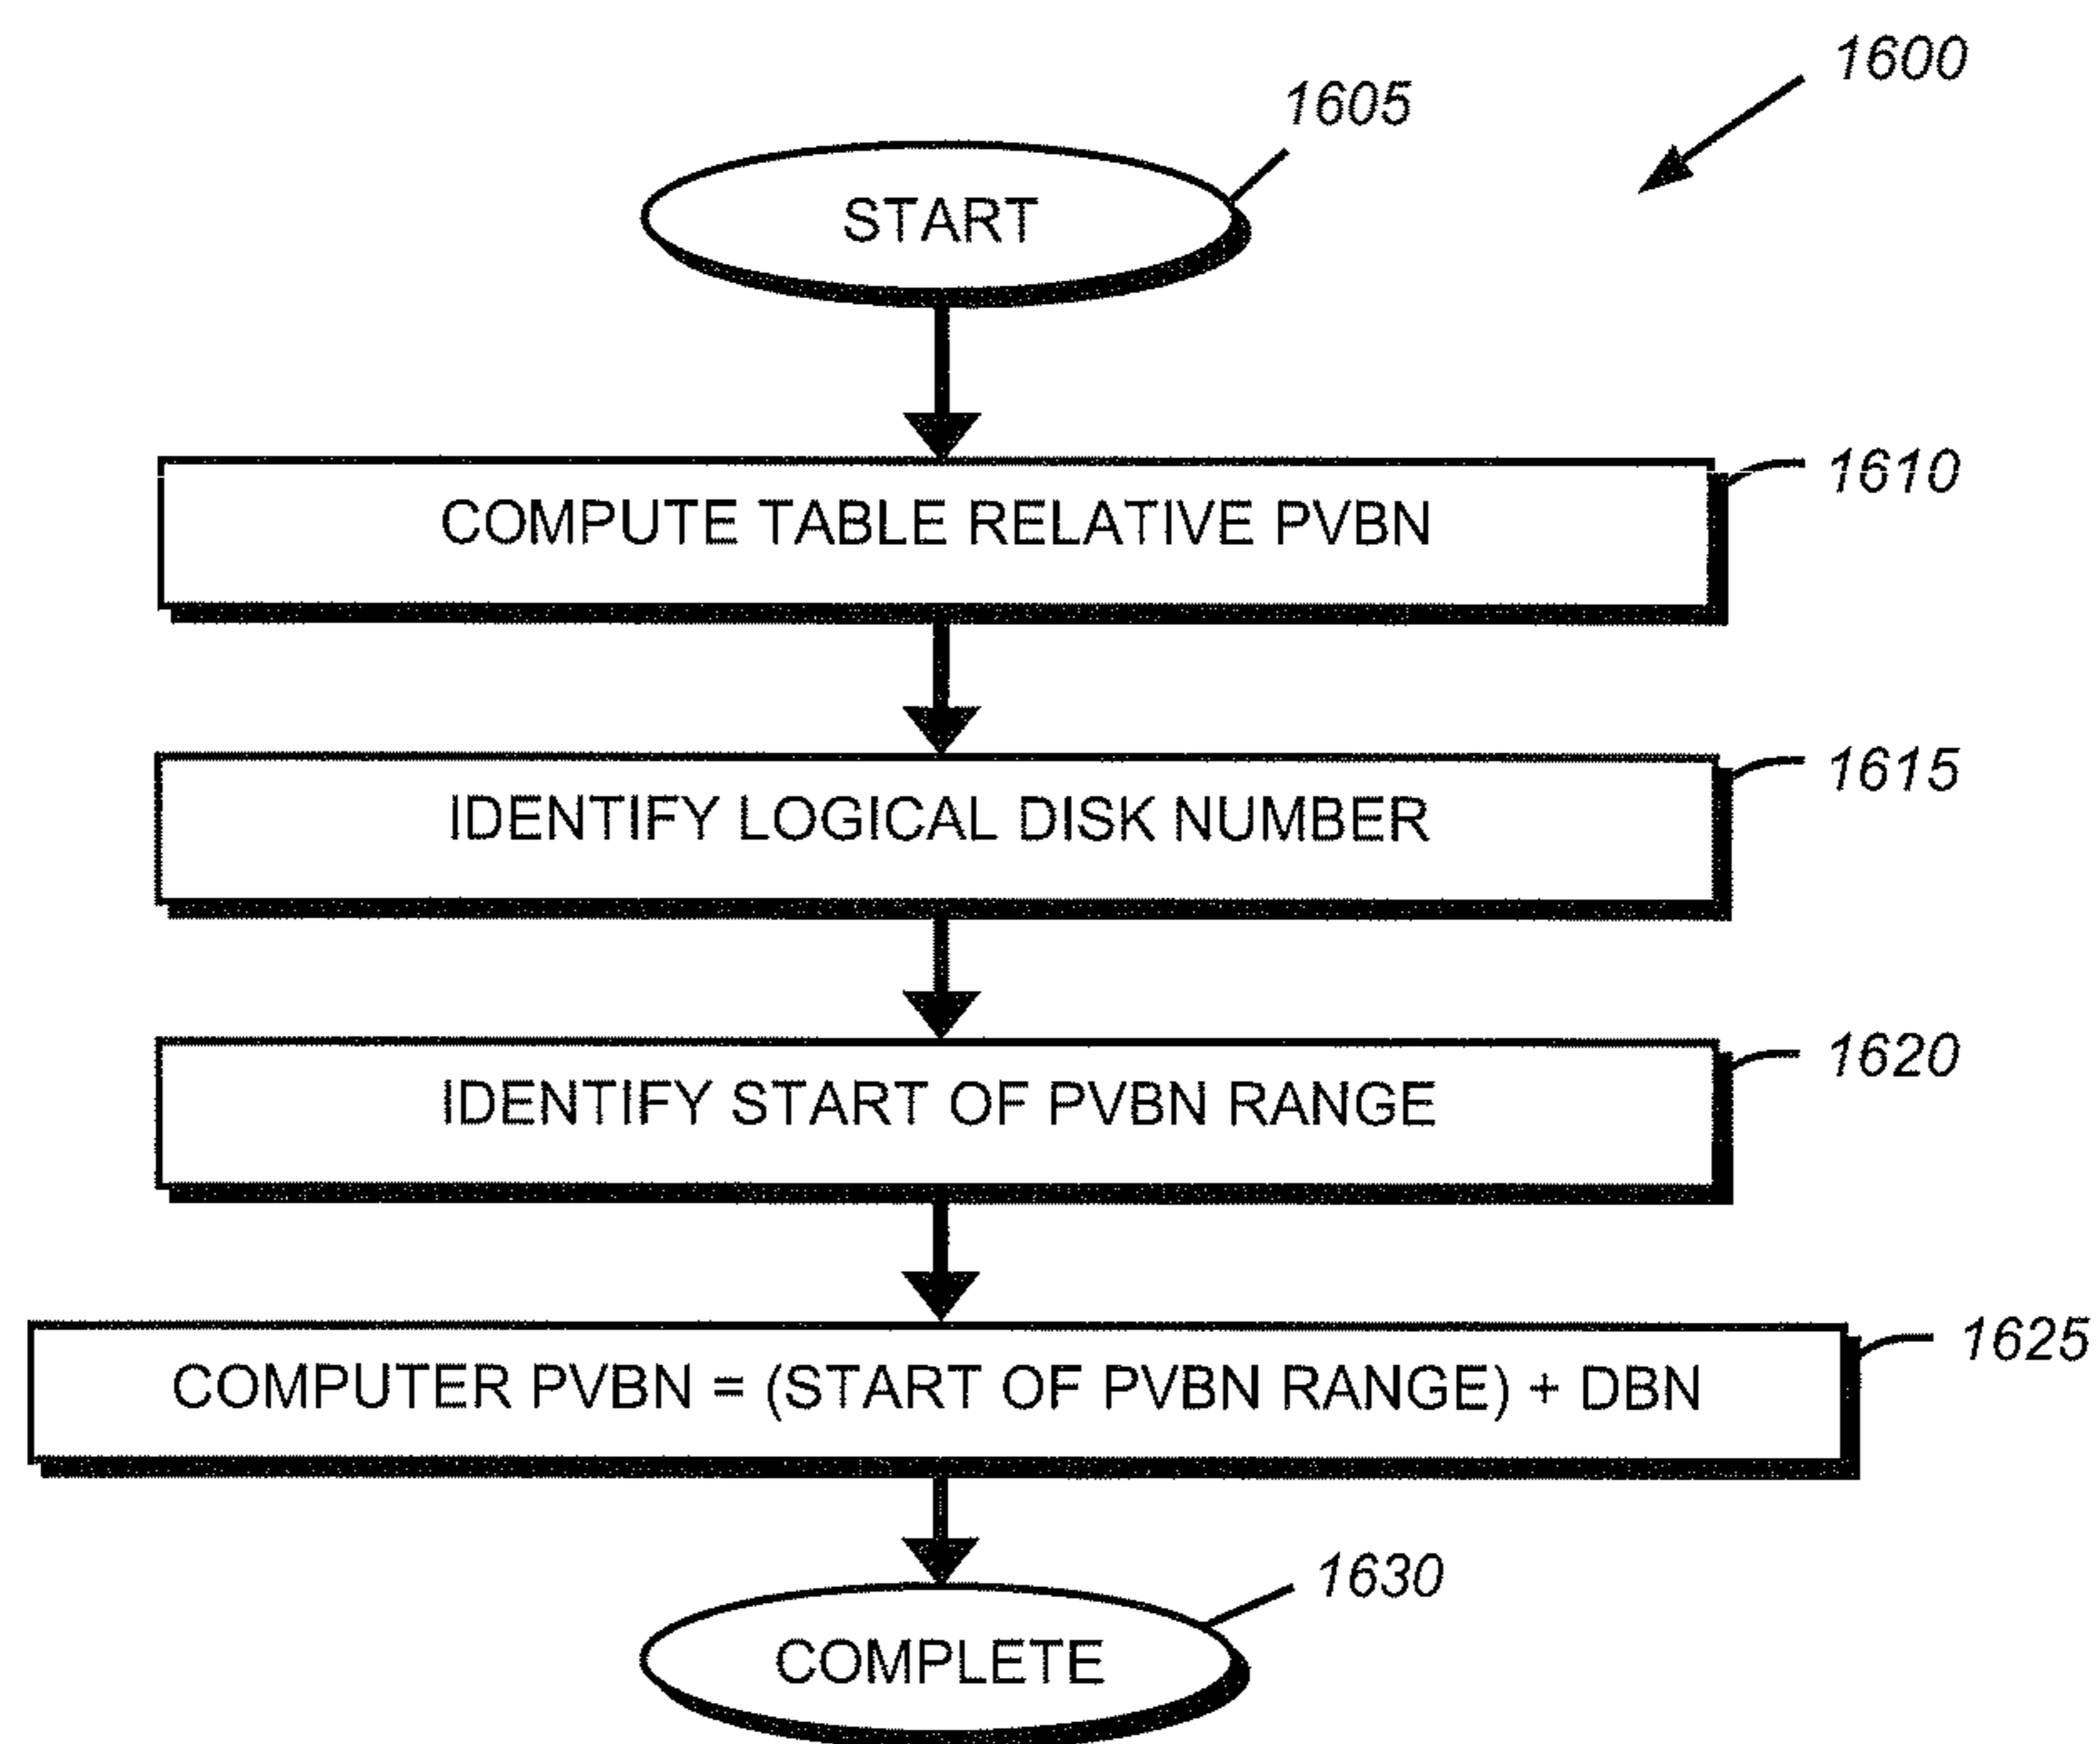 1600
1605
START
1610
COMPUTE TABLE RELATIVE PVBN
1615
IDENTIFY LOGICAL DISK NUMBER
1620
IDENTIFY START OF PVBN RANGE
1625
COMPUTER PVBN = (START OF PVBN RANGE) + DBN
1630
COMPLETE